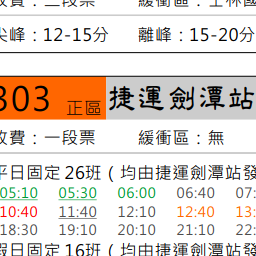 收費：二段票 緩衝區：士林國
尖峰：12-15分 離峰：15-20分
303 正區 捷運劍潭站
收費：一段票 緩衝區：無
平日固定26班（均由捷運劍潭站發
05:10 05:30 06:00 06:40 07:
10:40 11:40 12:10 12:40 13:
18:30 19:10 20:10 21:10 22:
假日固定16班（均由捷運劍潭站發